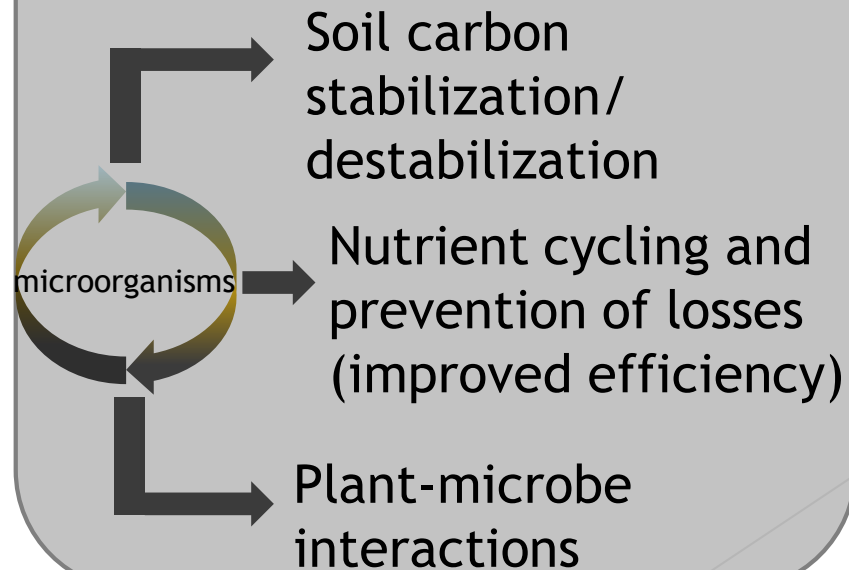 Soil carbon
stabilization/
destabilization
microorganisms
Nutrient cycling and
prevention of losses
(improved efficiency)
Plant-microbe
interactions